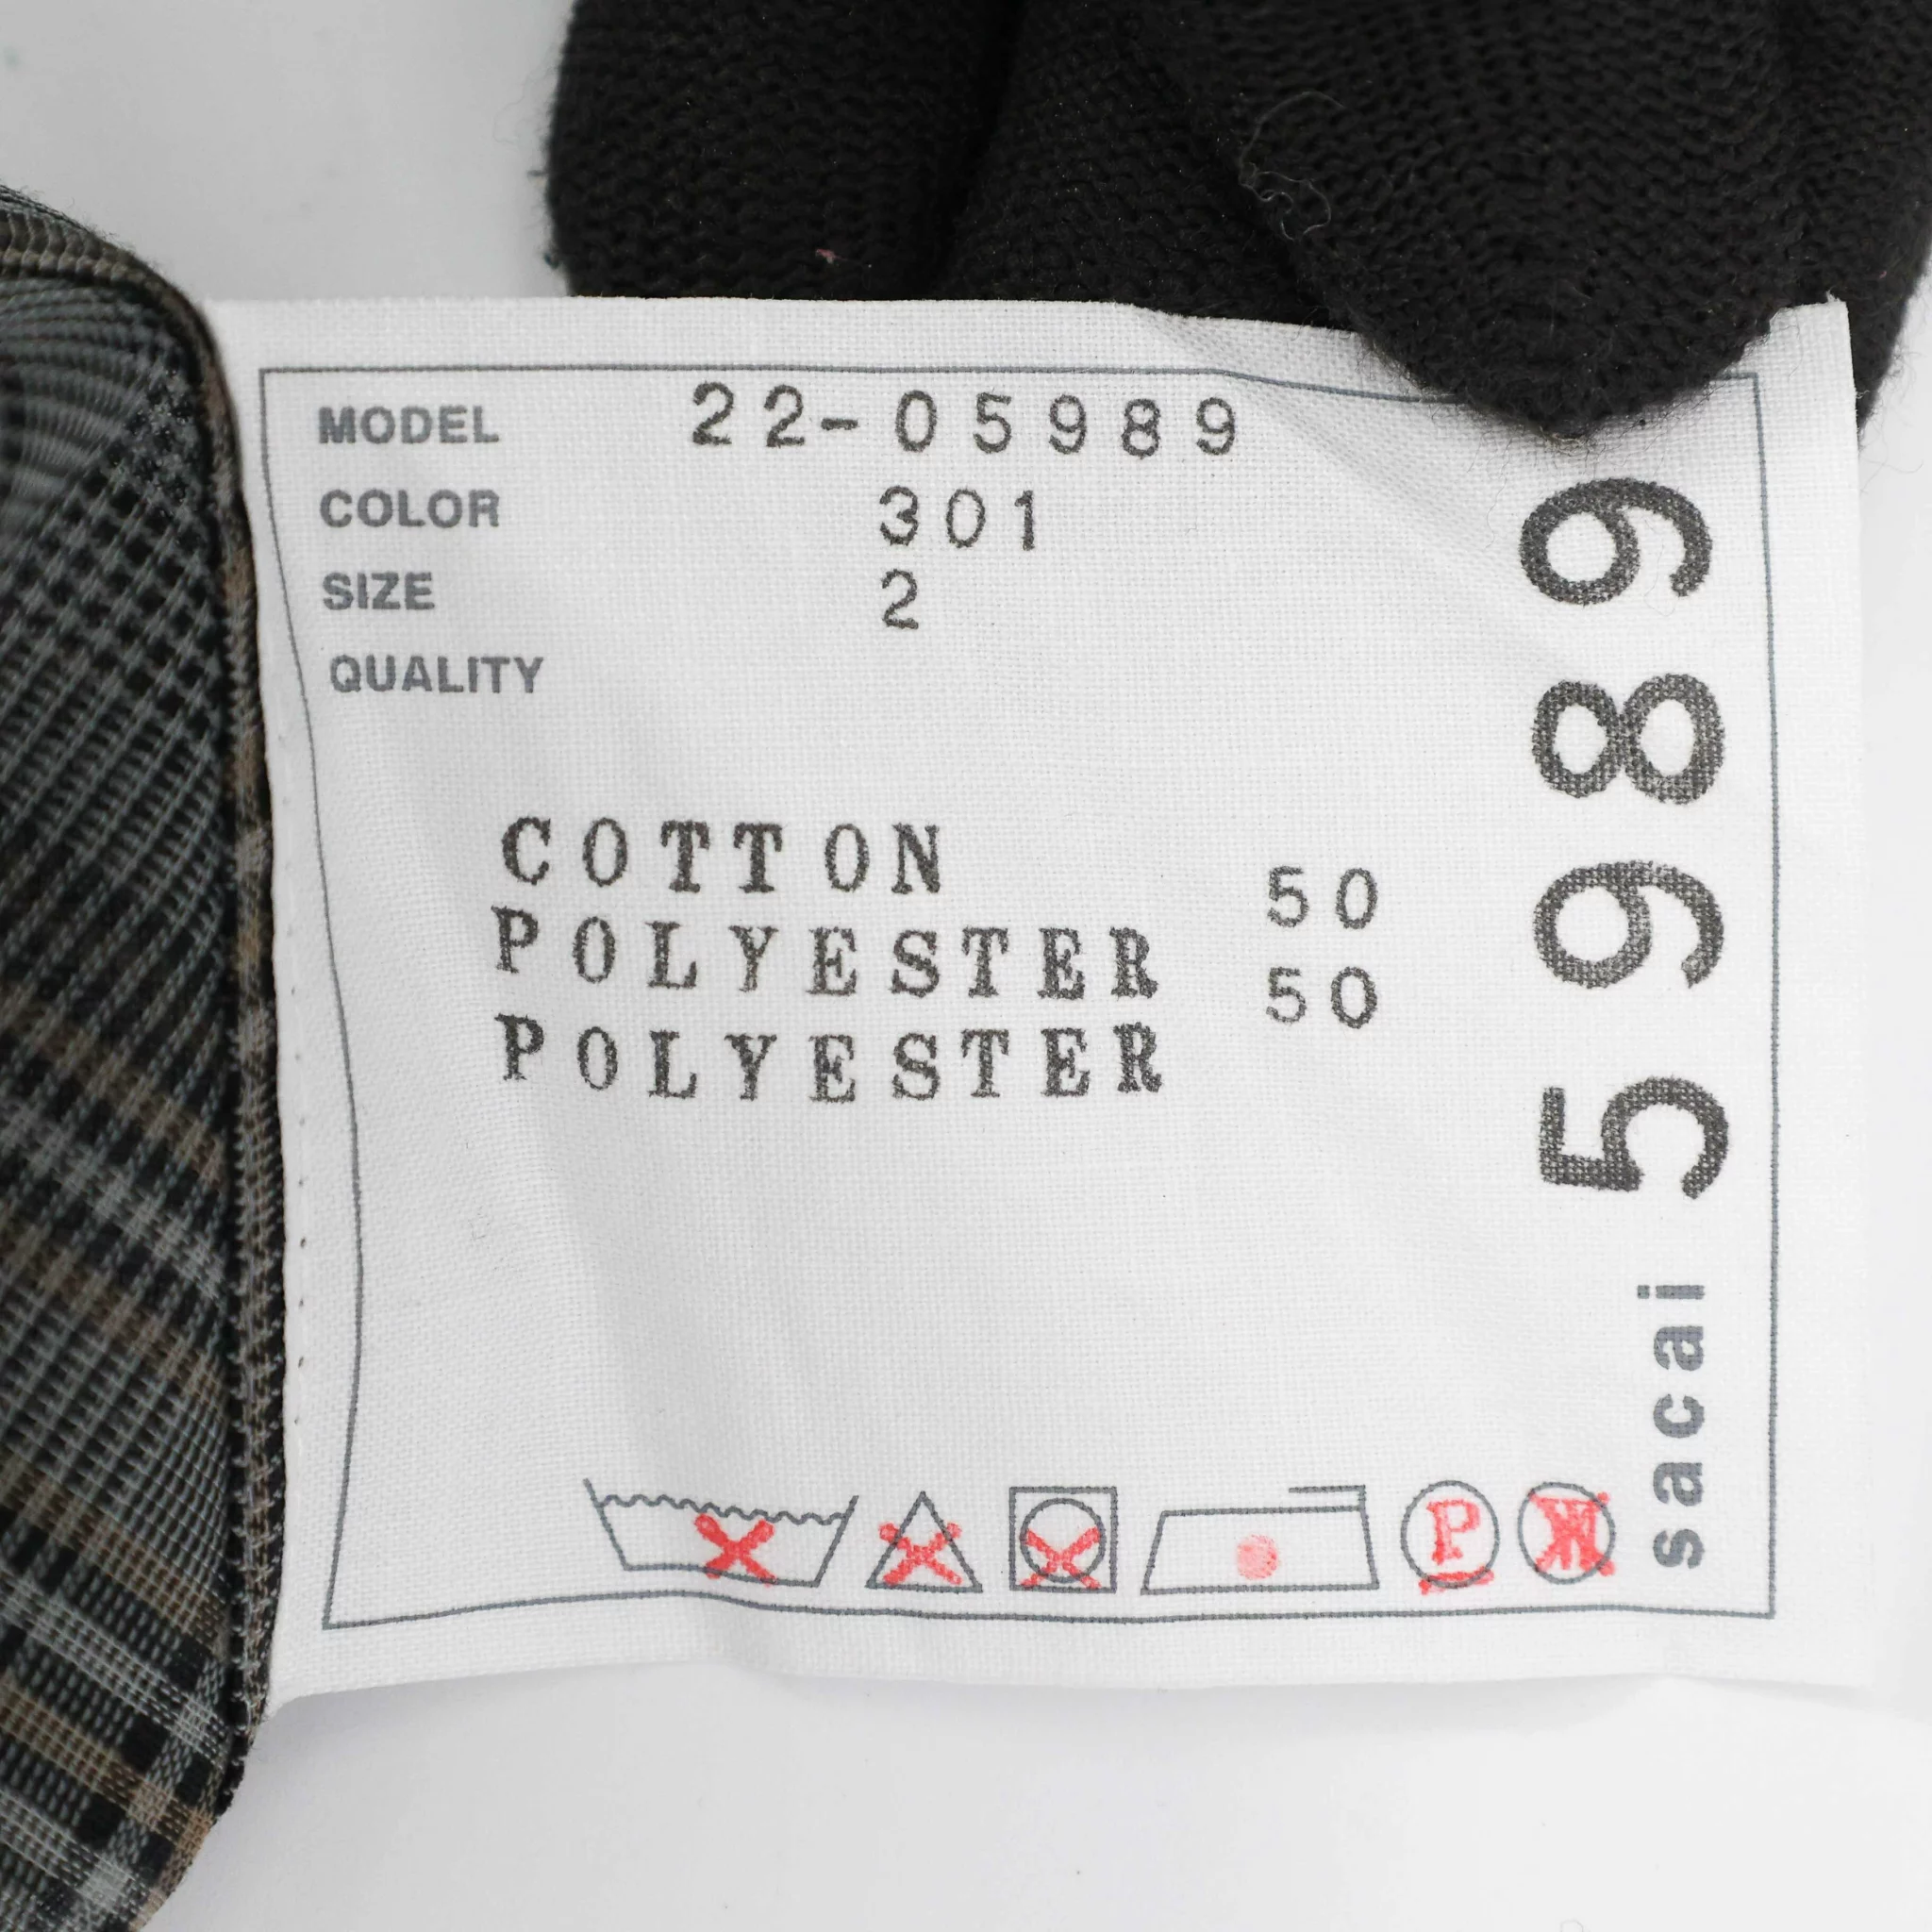 MODEL 22-05989
COLOR 301
SIZE 2
QUALITY
COTTON 50
POLYESTER 50
POLYESTER
sacai 5989
P
W